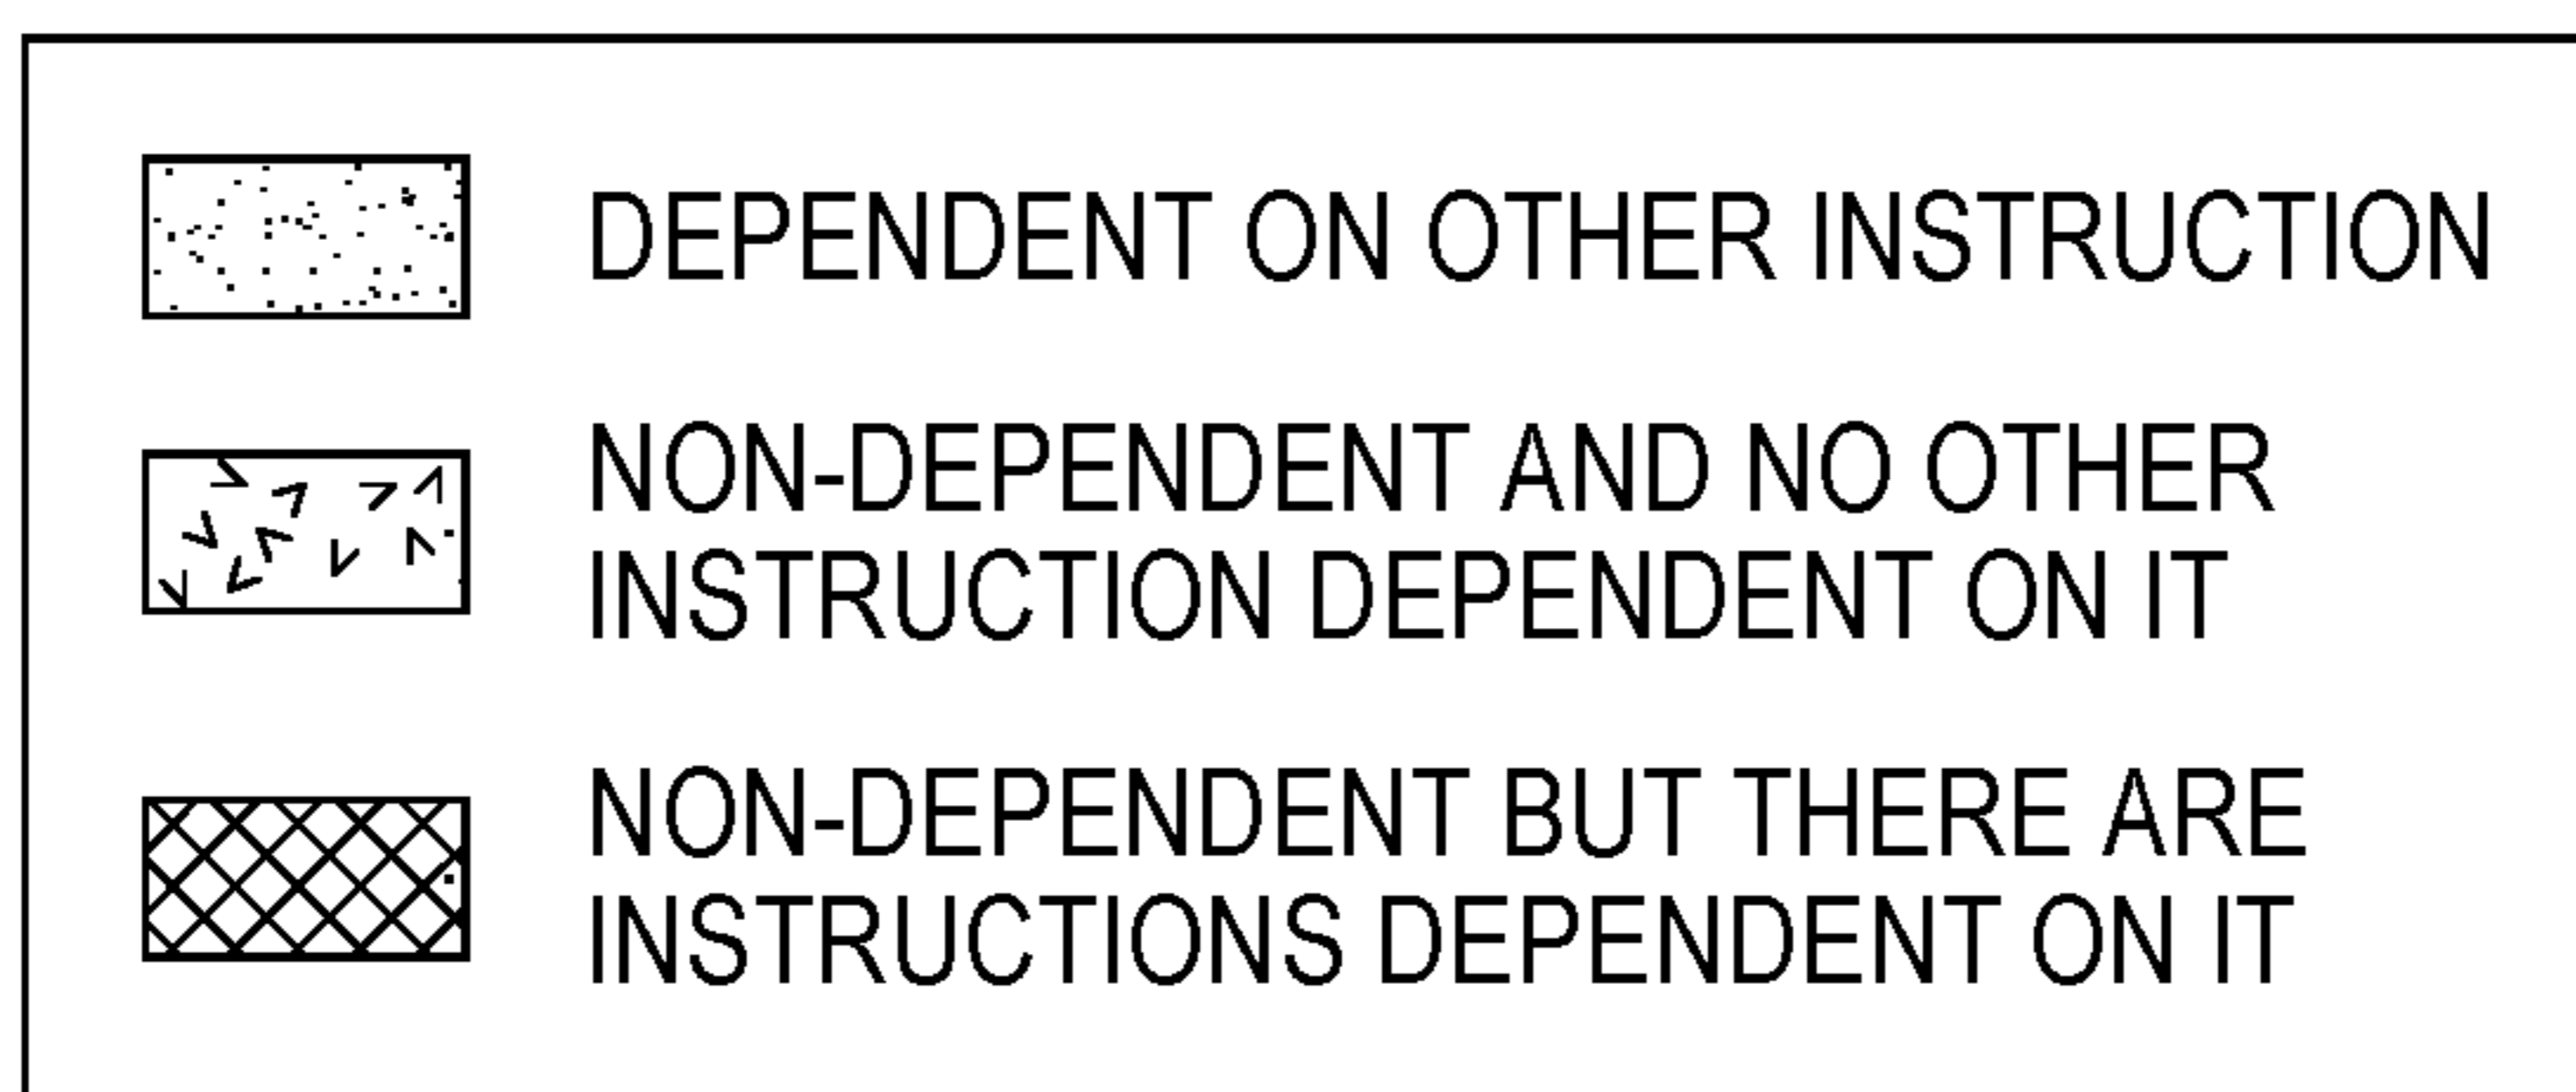 DEPENDENT ON OTHER INSTRUCTION
NON-DEPENDENT AND NO OTHER
INSTRUCTION DEPENDENT ON IT
NON-DEPENDENT BUT THERE ARE
INSTRUCTIONS DEPENDENT ON IT